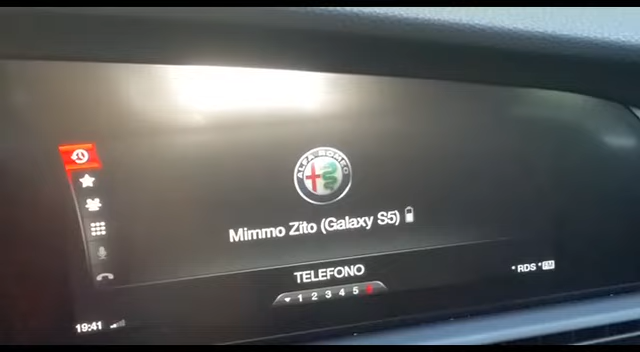 ALFA ROMEO
Mimmo Zito (Galaxy S5)
TELEFONO
1 2 3 4 5
• RDS •
19:41